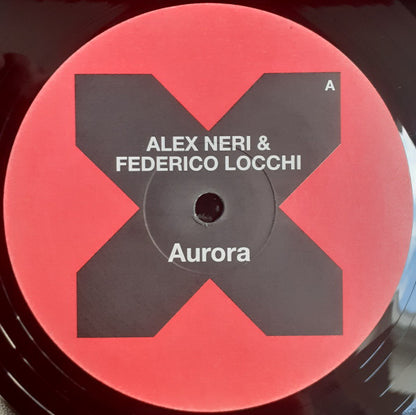 A
ALEX NERI &
FEDERICO LOCCHI
Aurora